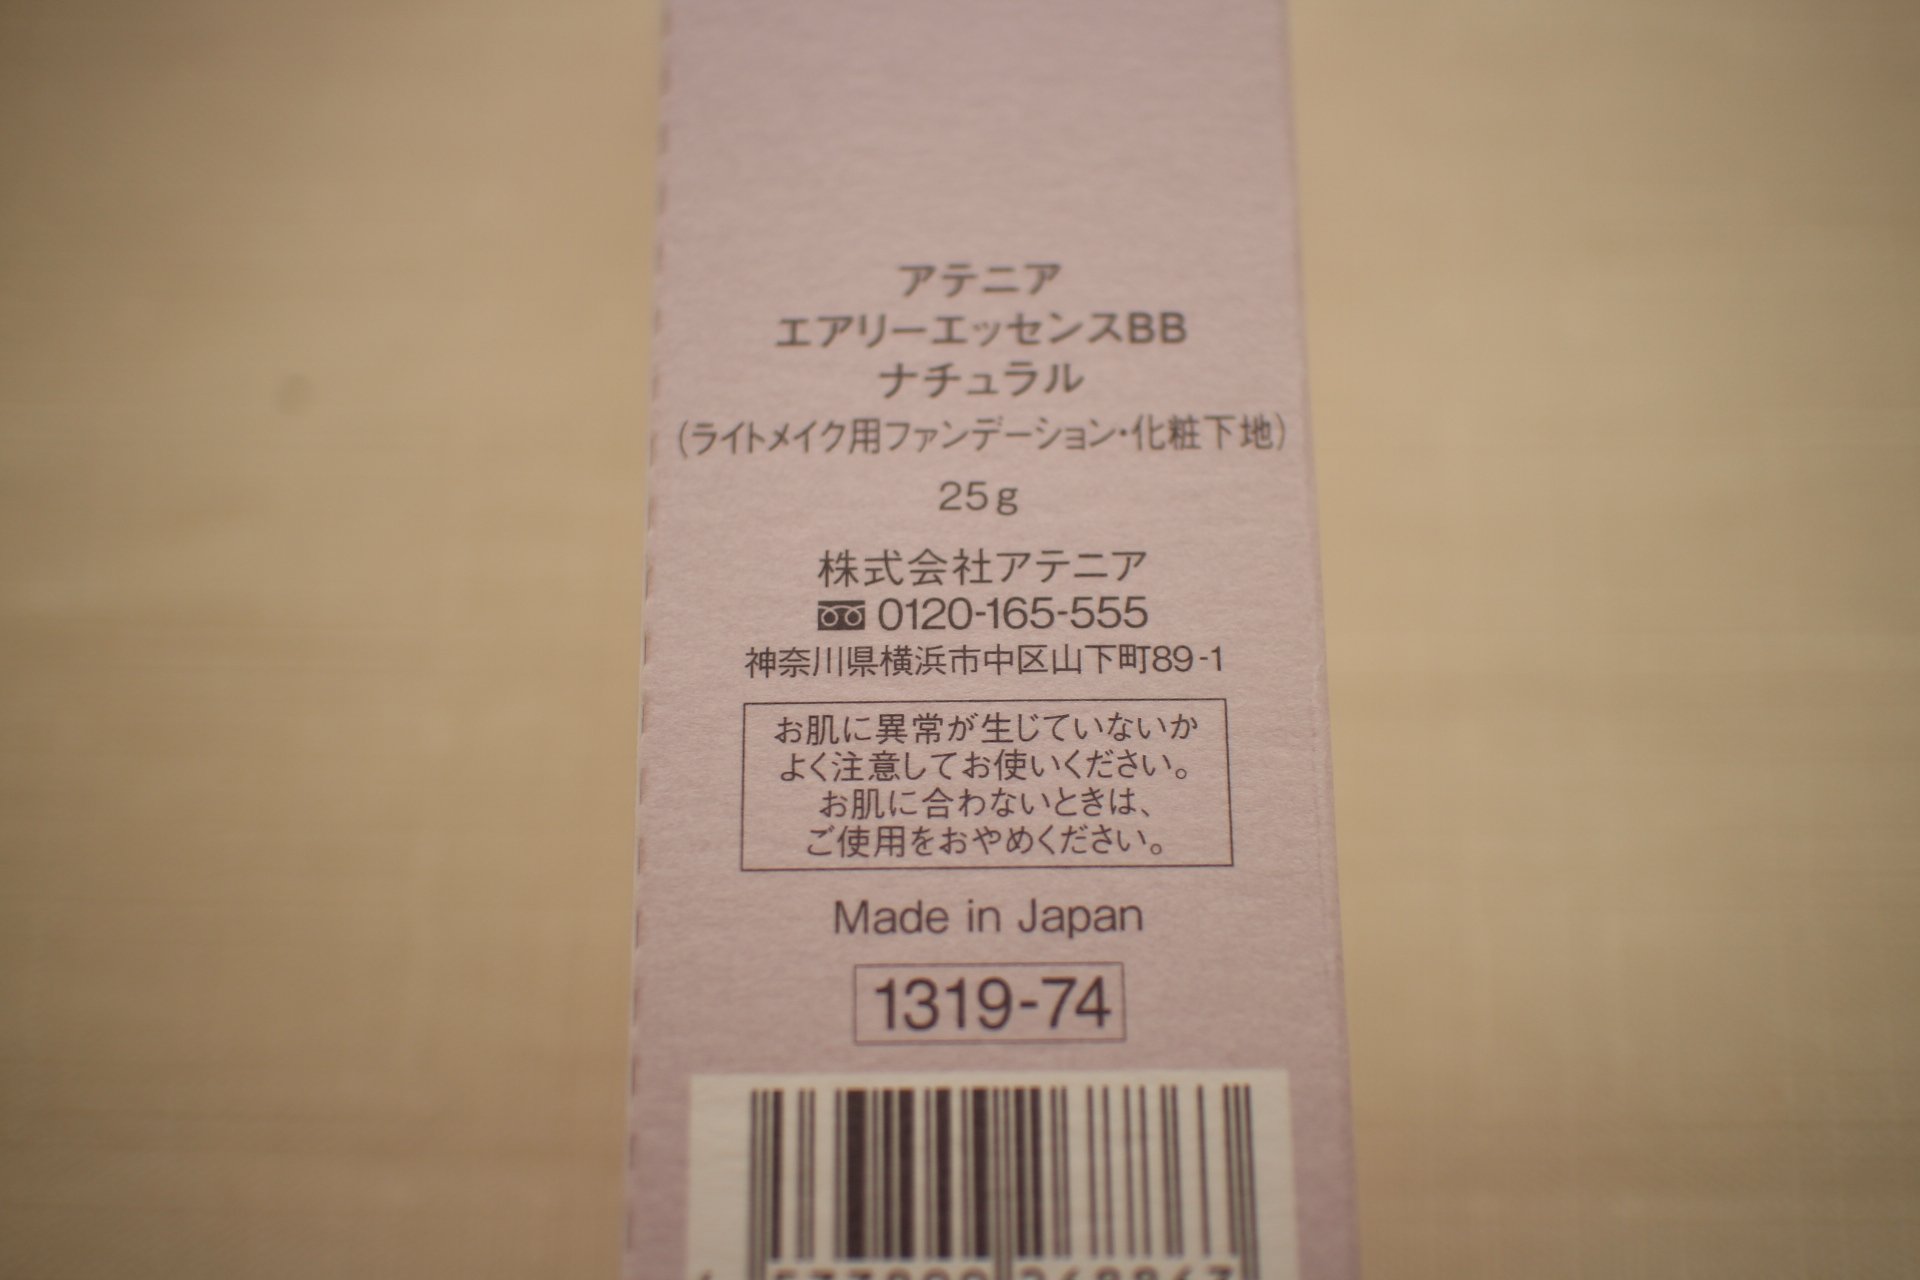 アテニア
エアリーエッセンスBB
ナチュラル
(ライトメイク用ファンデーション・化粧下地)
25g
株式会社アテニア
0120-165-555
神奈川県横浜市中区山下町89-1
お肌に異常が生じていないか
よく注意してお使いください。
お肌に合わないときは、
ご使用をおやめください。
Made in Japan
1319-74